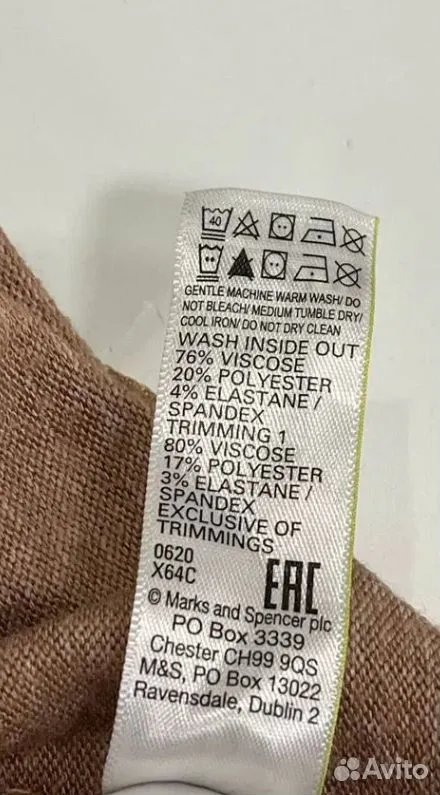 40
GENTLE MACHINE WARM WASH/ DO
NOT BLEACH/ MEDIUM TUMBLE DRY/
COOL IRON/ DO NOT DRY CLEAN
WASH INSIDE OUT
76% VISCOSE
20% POLYESTER
4% ELASTANE /
SPANDEX
TRIMMING 1
80% VISCOSE
17% POLYESTER
3% ELASTANE /
SPANDEX
EXCLUSIVE OF
TRIMMINGS
0620
X64C
EAC
© Marks and Spencer plc
PO Box 3339
Chester CH99 9QS
M&S, PO Box 13022
Ravensdale, Dublin 2
Avito